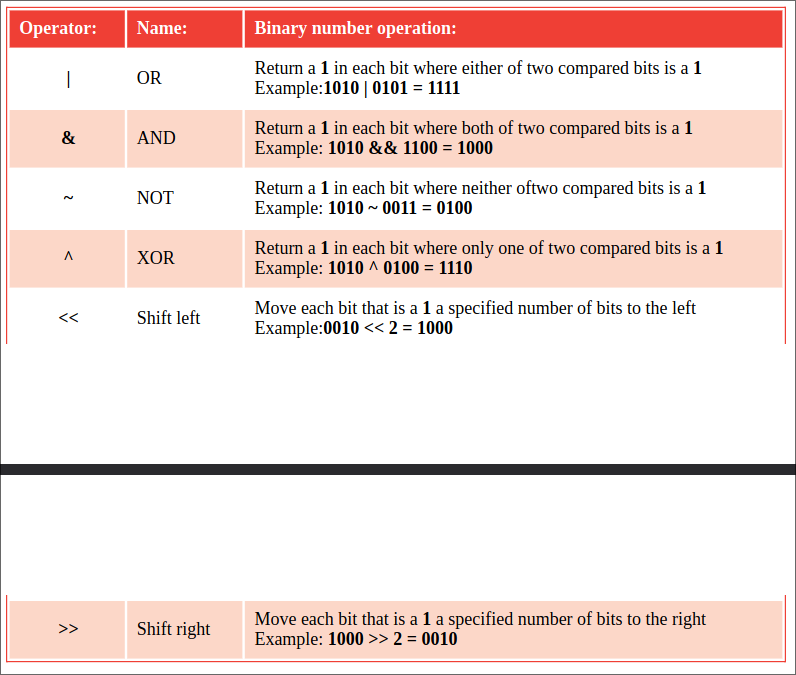 Operator: Name: Binary number operation:
| OR Return a 1 in each bit where either of two compared bits is a 1
Example:1010 | 0101 = 1111
& AND Return a 1 in each bit where both of two compared bits is a 1
Example: 1010 && 1100 = 1000
~ NOT Return a 1 in each bit where neither oftwo compared bits is a 1
Example: 1010 ~ 0011 = 0100
^ XOR Return a 1 in each bit where only one of two compared bits is a 1
Example: 1010 ^ 0100 = 1110
<< Shift left Move each bit that is a 1 a specified number of bits to the left
Example:0010 << 2 = 1000
>> Shift right Move each bit that is a 1 a specified number of bits to the right
Example: 1000 >> 2 = 0010